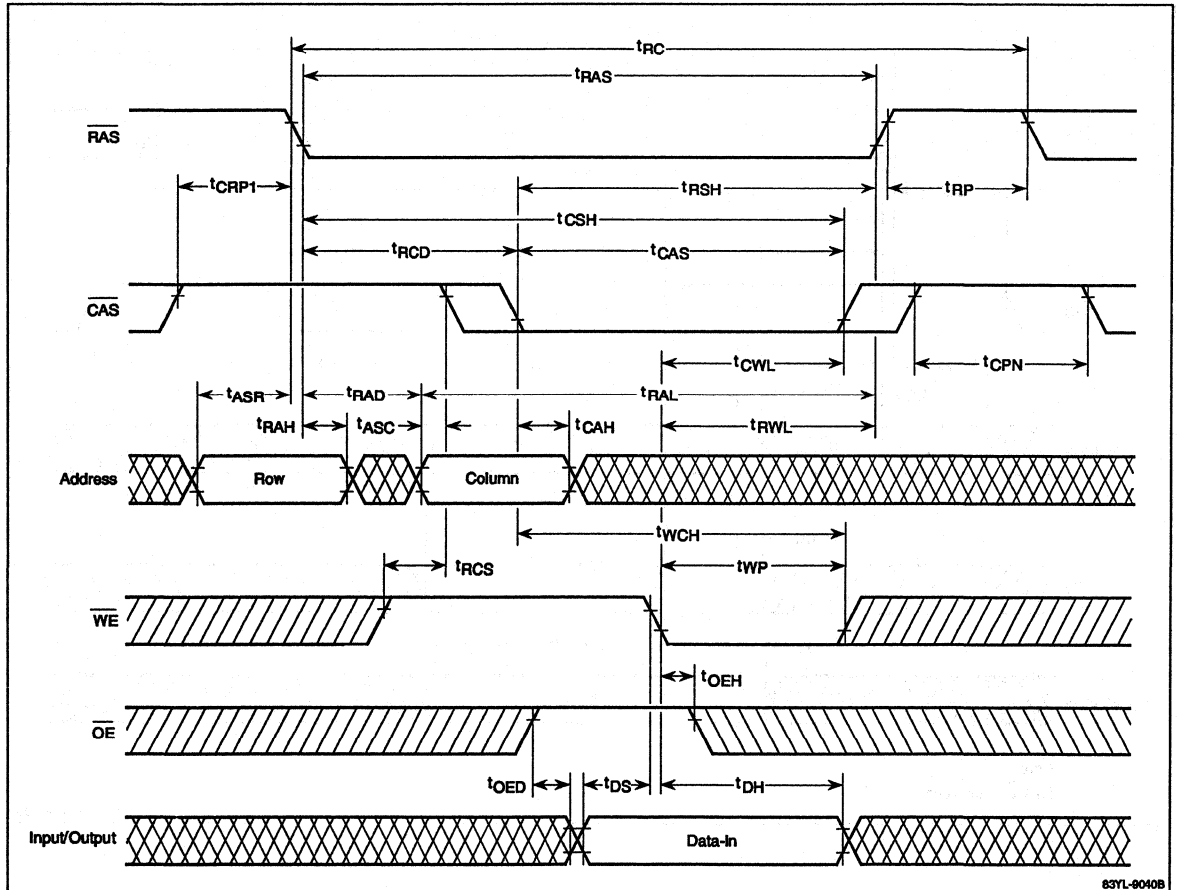 tRC
tRAS
RAS
tCRP1
tRSH
tRP
tCSH
tRCD
tCAS
CAS
tCWL
tCPN
tASR
tRAD
tRAL
tRAH
tASC
tCAH
tRWL
Address
Row
Column
tWCH
tRCS
tWP
WE
tOEH
OE
tOED
tDS
tDH
Input/Output
Data-In
83YL-9040B